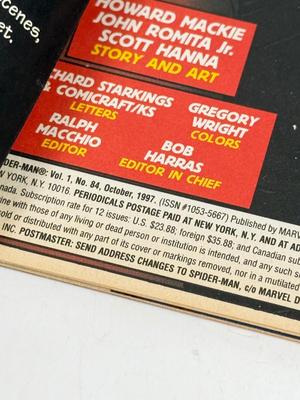 cenes,
et.
HOWARD MACKIE
JOHN ROMITA Jr.
SCOTT HANNA
STORY AND ART
CHARD STARKINGS
& COMICRAFT/KS
LETTERS
GREGORY
WRIGHT
COLORS
RALPH
MACCHIO
EDITOR
BOB
HARRAS
EDITOR IN CHIEF
DER-MAN®: Vol. 1, No. 84, October, 1997. (ISSN #1053-5667) Published by MARV
YORK, N.Y. 10016. PERIODICALS POSTAGE PAID AT NEW YORK, N.Y. AND AT AD
anada. Subscription rate for 12 issues: U.S. $23.88; foreign $35.88; and Canadian sub
ine with those of any living or dead person or institution is intended, and any such s
old or distributed with any part of its cover or markings removed, nor in a mutilated
INC. POSTMASTER: SEND ADDRESS CHANGES TO SPIDER-MAN, c/o MARVEL D